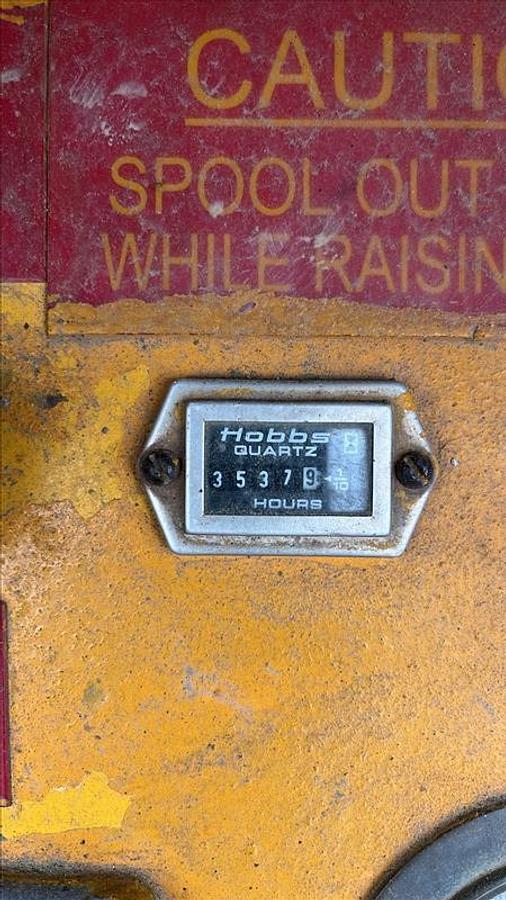 CAUTI
SPOOL OUT
WHILE RAISIN
Hobbs
QUARTZ
35379 1/10
HOURS